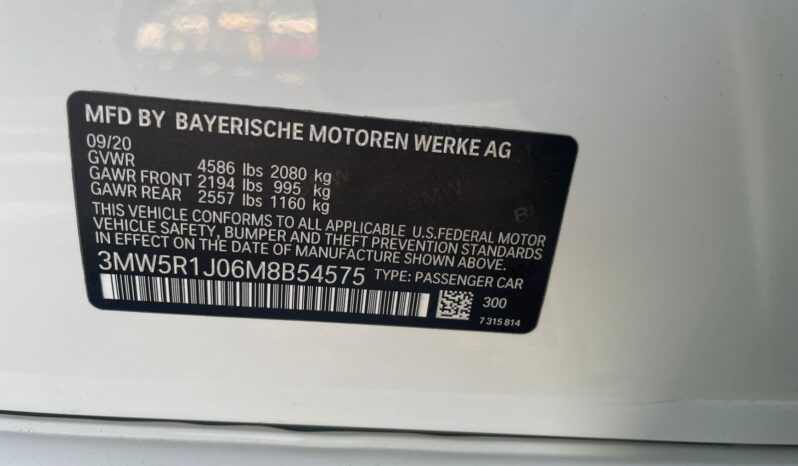 MFD BY BAYERISCHE MOTOREN WERKE AG
09/20
GVWR 4586 lbs 2080 kg
GAWR FRONT 2194 lbs 995 kg
GAWR REAR 2557 lbs 1160 kg
THIS VEHICLE CONFORMS TO ALL APPLICABLE U.S.FEDERAL MOTOR
VEHICLE SAFETY, BUMPER AND THEFT PREVENTION STANDARDS
IN EFFECT ON THE DATE OF MANUFACTURE SHOWN ABOVE.
3MW5R1J06M8B54575 TYPE: PASSENGER CAR
300
7 315 814
BMW